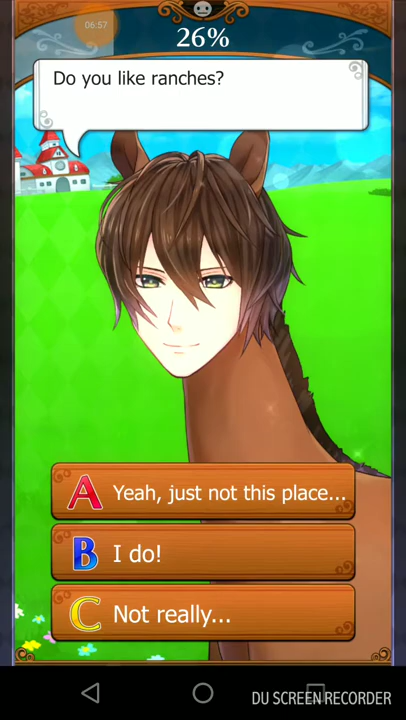 06:57
26%
Do you like ranches?
A Yeah, just not this place...
B I do!
C Not really...
DU SCREEN RECORDER